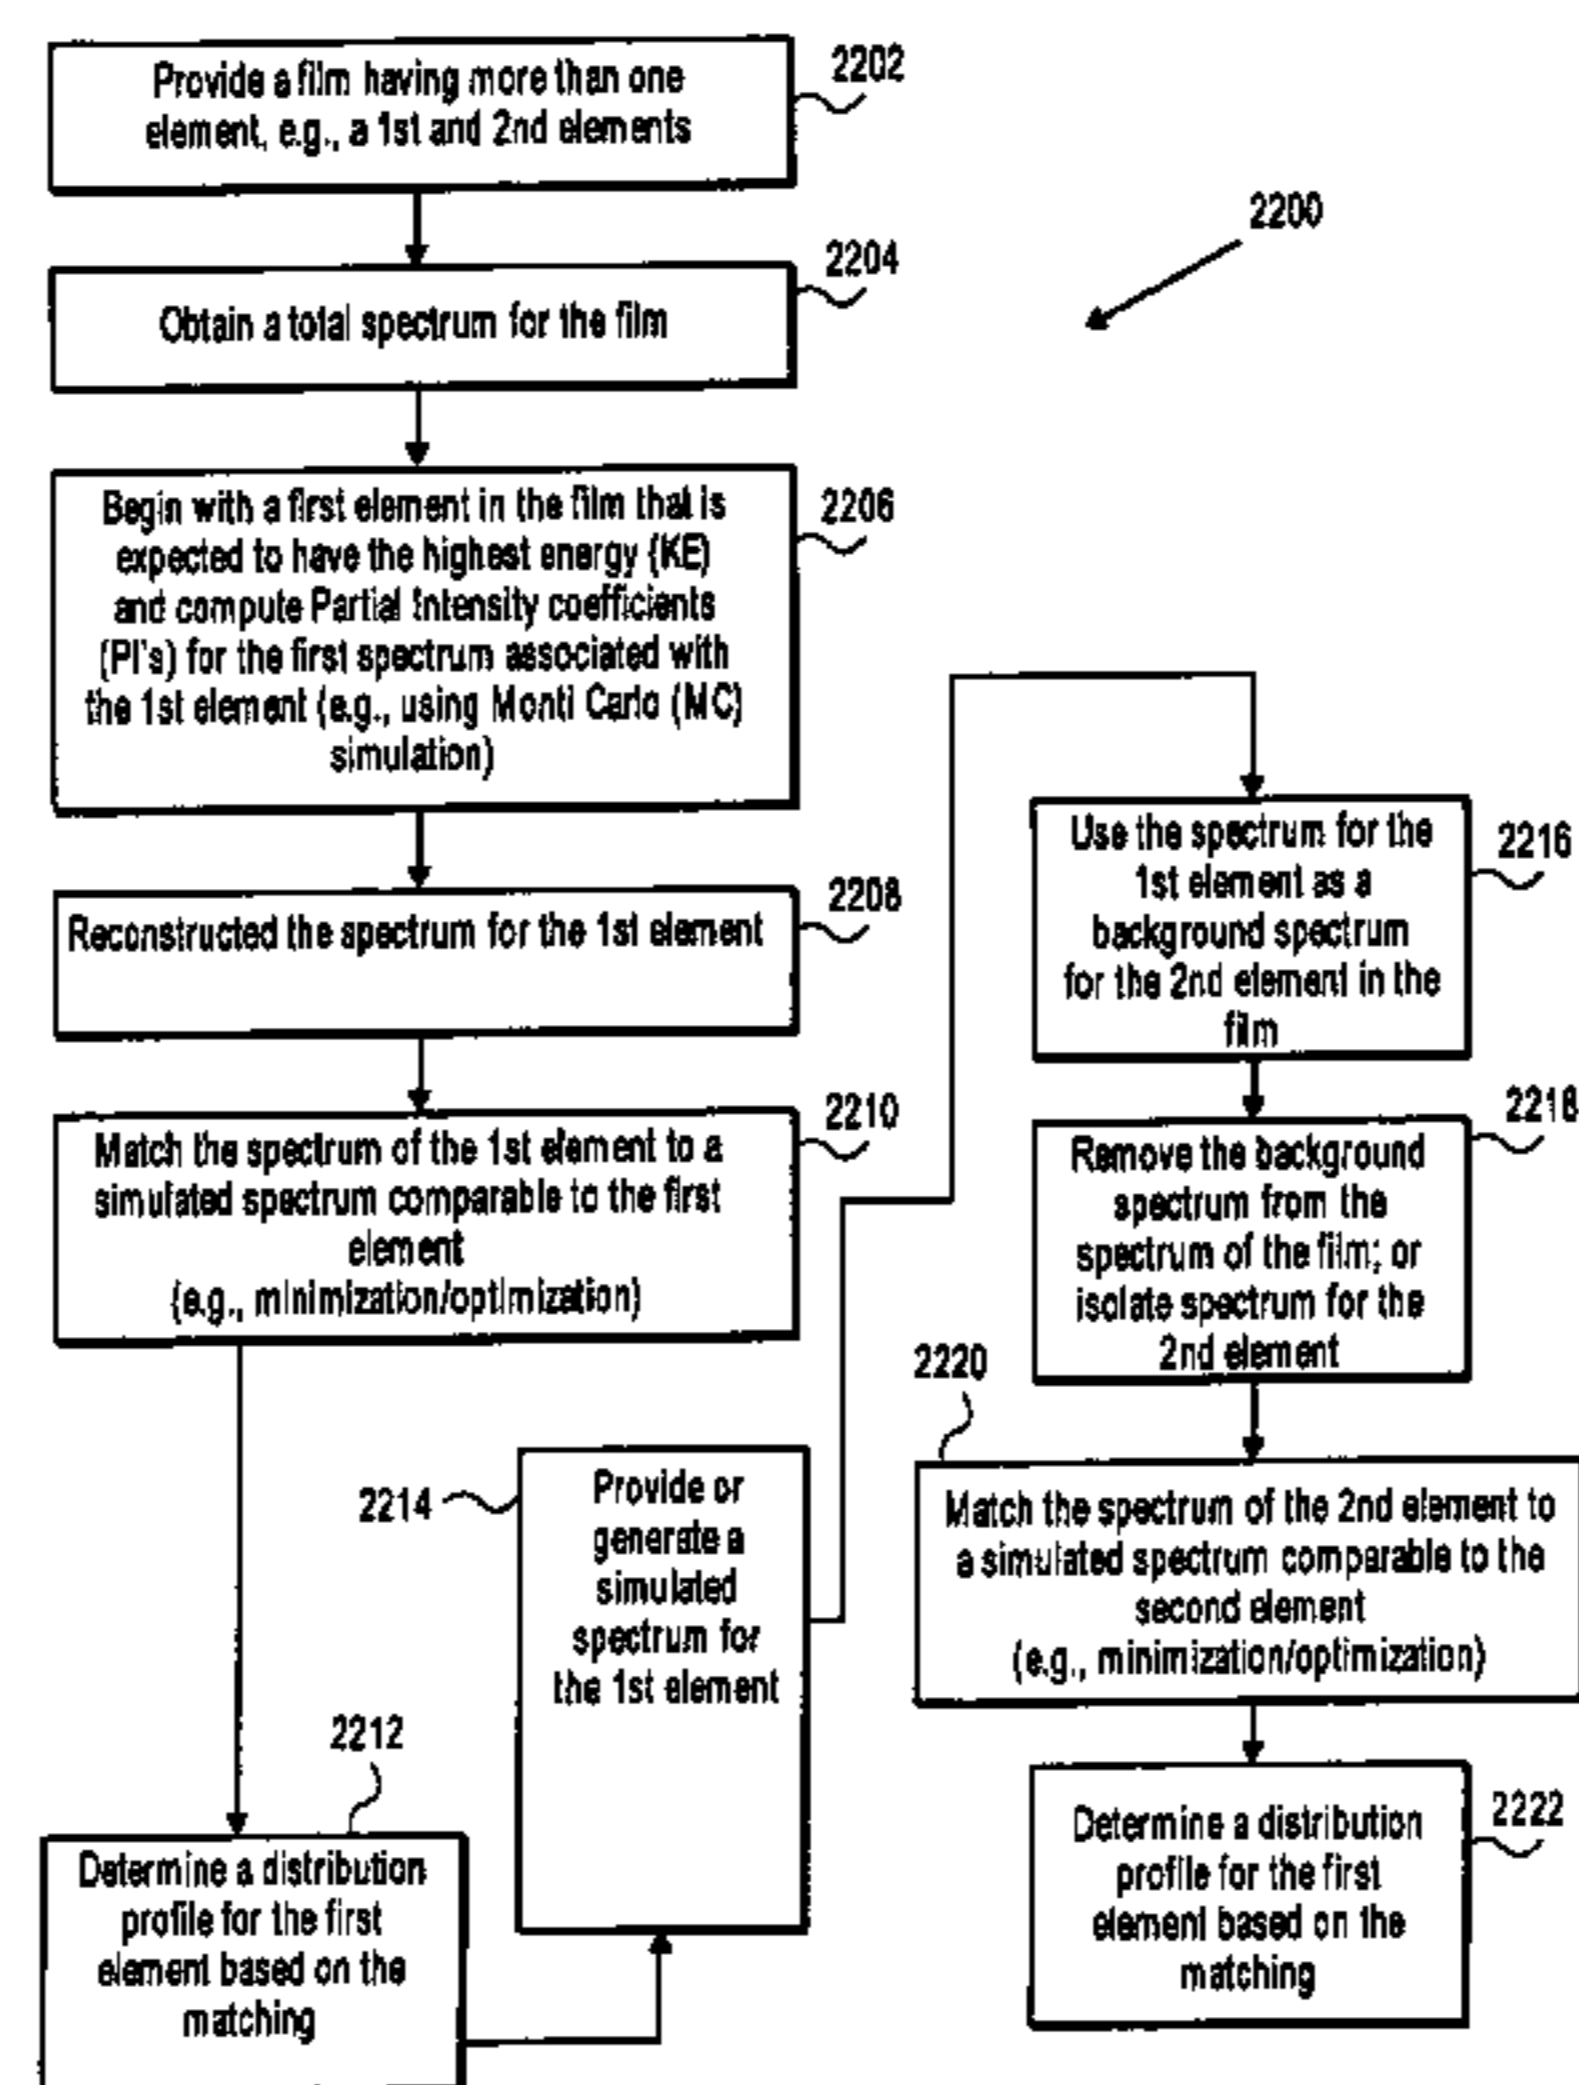 Provide a film having more than one
element, e.g., a 1st and 2nd elements
2202
2200
Obtain a total spectrum for the film
2204
Begin with a first element in the film that is
expected to have the highest energy (KE)
and compute Partial Intensity coefficients
(PI's) for the first spectrum associated with
the 1st element (e.g., using Monti Carlo (MC)
simulation)
2206
Reconstructed the spectrum for the 1st element
2208
Match the spectrum of the 1st element to a
simulated spectrum comparable to the first
element
(e.g., minimization/optimization)
2210
2212
Determine a distribution
profile for the first
element based on the
matching
2214
Provide or
generate a
simulated
spectrum for
the 1st element
Use the spectrum for the
1st element as a
background spectrum
for the 2nd element in the
film
2216
Remove the background
spectrum from the
spectrum of the film; or
isolate spectrum for the
2nd element
2218
2220
Match the spectrum of the 2nd element to
a simulated spectrum comparable to the
second element
(e.g., minimization/optimization)
Determine a distribution
profile for the first
element based on the
matching
2222